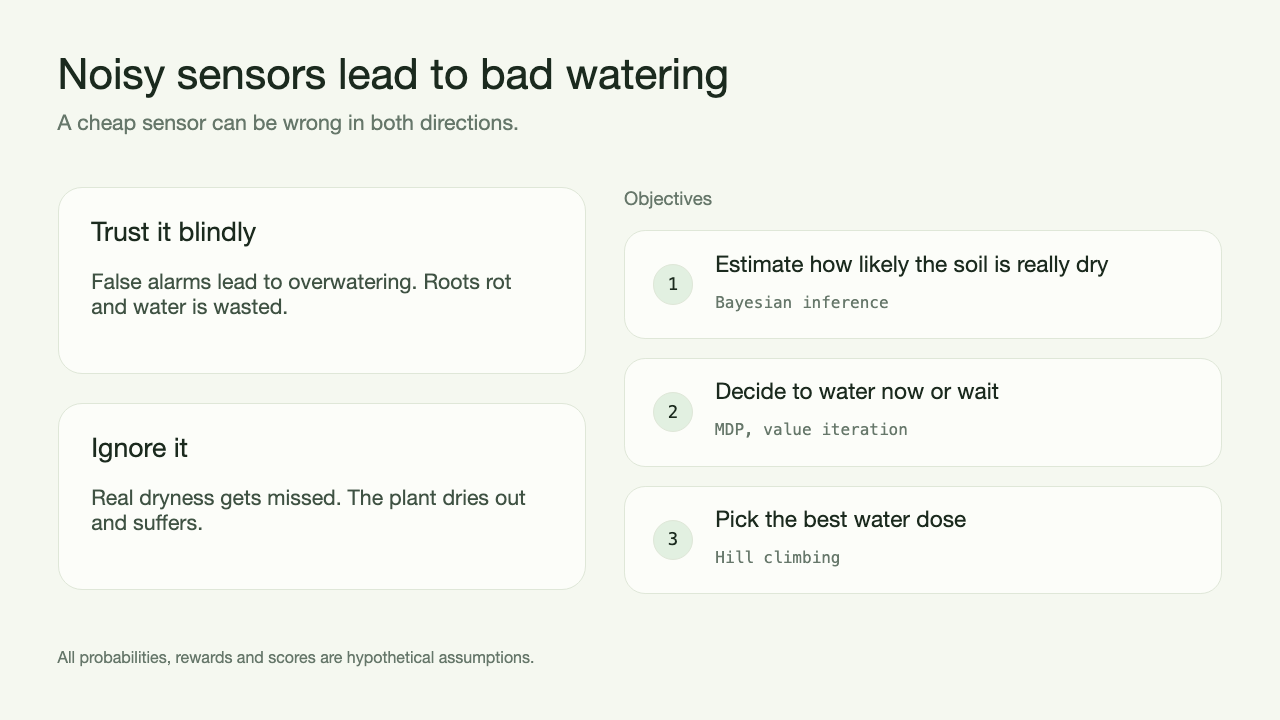 Noisy sensors lead to bad watering
A cheap sensor can be wrong in both directions.
Trust it blindly
False alarms lead to overwatering. Roots rot
and water is wasted.
Ignore it
Real dryness gets missed. The plant dries out
and suffers.
Objectives
1
Estimate how likely the soil is really dry
Bayesian inference
2
Decide to water now or wait
MDP, value iteration
3
Pick the best water dose
Hill climbing
All probabilities, rewards and scores are hypothetical assumptions.